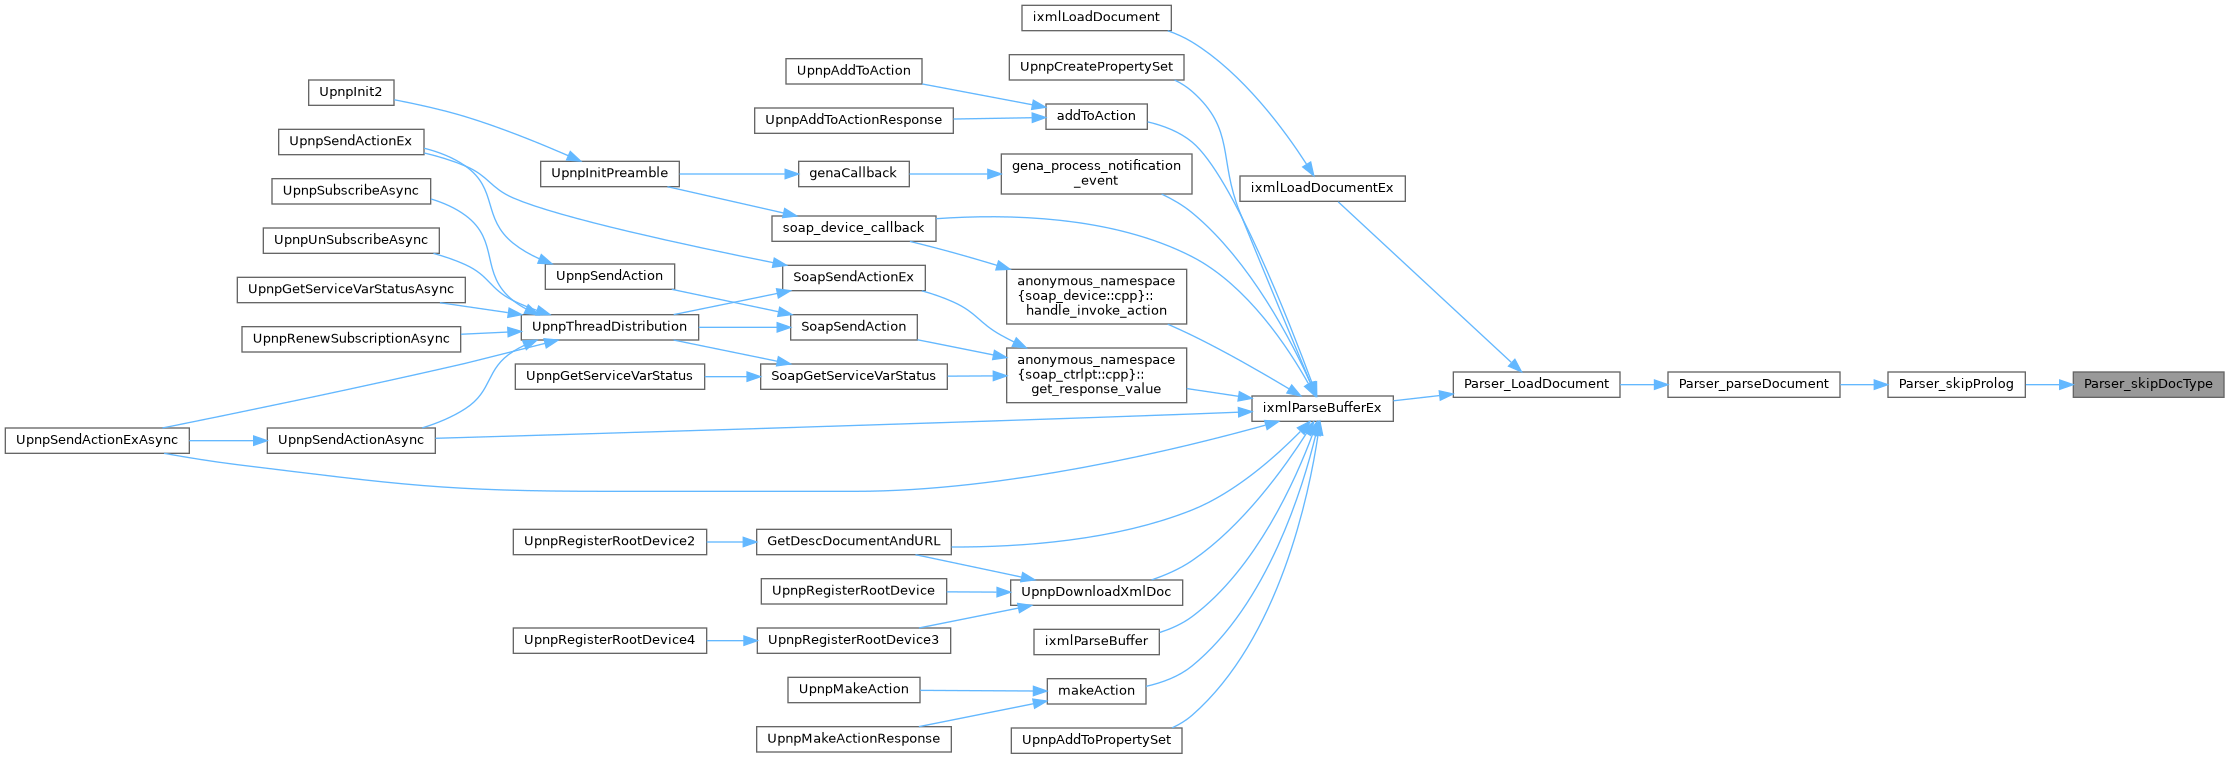 ixmlLoadDocument
UpnpCreatePropertySet
UpnpAddToAction
UpnpInit2
addToAction
UpnpAddToActionResponse
UpnpSendActionEx
gena_process_notification
_event
UpnpInitPreamble
genaCallback
ixmlLoadDocumentEx
UpnpSubscribeAsync
soap_device_callback
UpnpUnSubscribeAsync
UpnpSendAction
SoapSendActionEx
anonymous_namespace
{soap_device::cpp}::
handle_invoke_action
UpnpGetServiceVarStatusAsync
UpnpThreadDistribution
SoapSendAction
UpnpRenewSubscriptionAsync
anonymous_namespace
{soap_ctrlpt::cpp}::
get_response_value
UpnpGetServiceVarStatus
SoapGetServiceVarStatus
Parser_LoadDocument
Parser_parseDocument
Parser_skipProlog
Parser_skipDocType
ixmlParseBufferEx
UpnpSendActionExAsync
UpnpSendActionAsync
UpnpRegisterRootDevice2
GetDescDocumentAndURL
UpnpRegisterRootDevice
UpnpDownloadXmlDoc
UpnpRegisterRootDevice4
UpnpRegisterRootDevice3
ixmlParseBuffer
UpnpMakeAction
makeAction
UpnpMakeActionResponse
UpnpAddToPropertySet